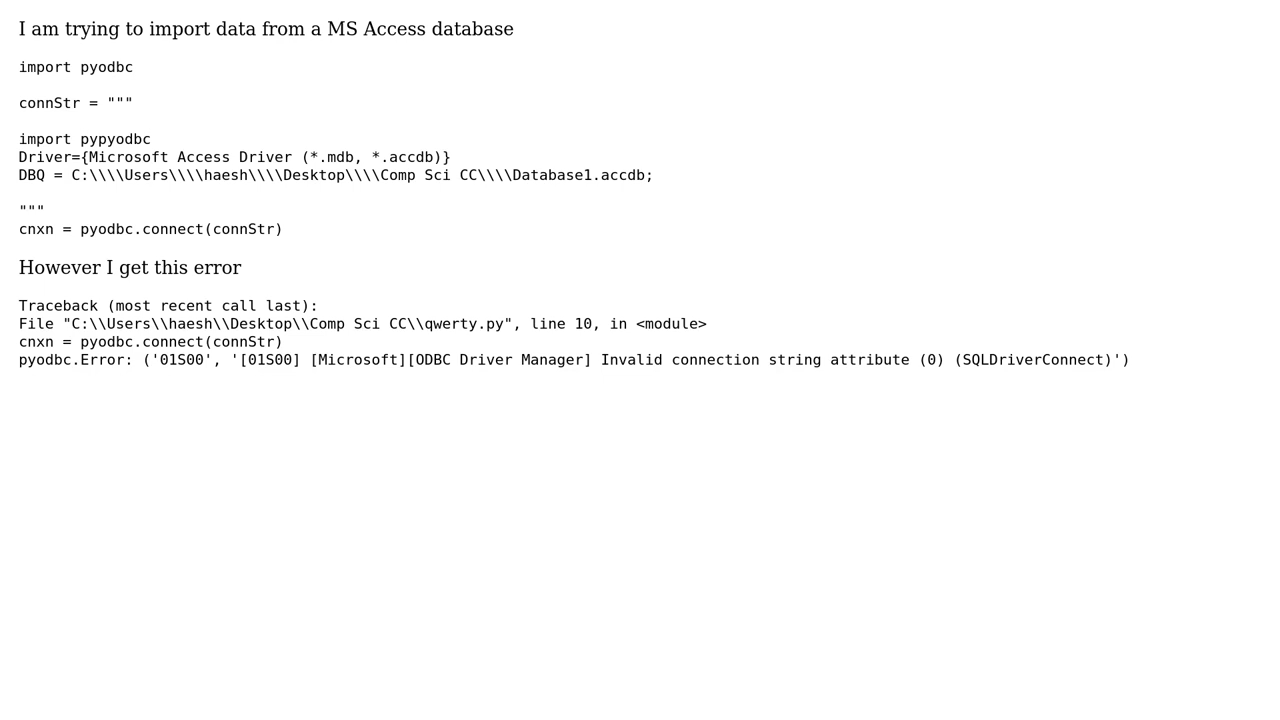 I am trying to import data from a MS Access database
import pyodbc
connStr = """
import pypyodbc
Driver={Microsoft Access Driver (*.mdb, *.accdb)}
DBQ = C:\\\\Users\\\\haesh\\\\Desktop\\\\Comp Sci CC\\\\Database1.accdb;
"""
cnxn = pyodbc.connect(connStr)
However I get this error
Traceback (most recent call last):
File "C:\\Users\\haesh\\Desktop\\Comp Sci CC\\qwerty.py", line 10, in <module>
cnxn = pyodbc.connect(connStr)
pyodbc.Error: ('01S00', '[01S00] [Microsoft][ODBC Driver Manager] Invalid connection string attribute (0) (SQLDriverConnect)')